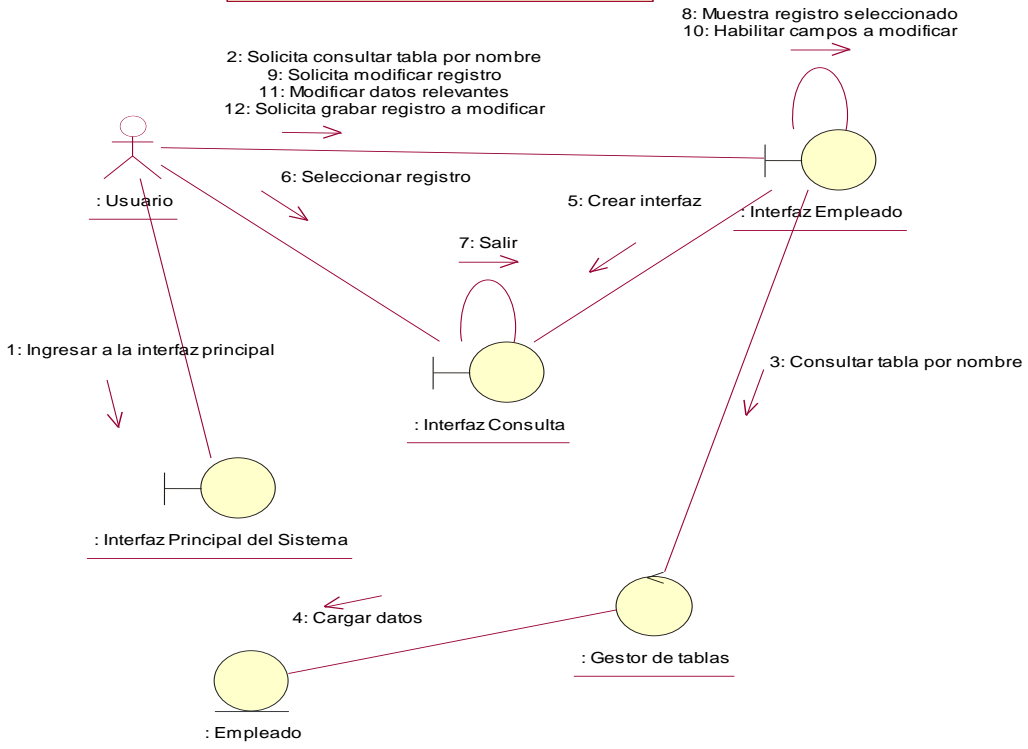 8: Muestra registro seleccionado
10: Habilitar campos a modificar
2: Solicita consultar tabla por nombre
9: Solicita modificar registro
11: Modificar datos relevantes
12: Solicita grabar registro a modificar
6: Seleccionar registro
5: Crear interfaz
: Usuario
: Interfaz Empleado
7: Salir
1: Ingresar a la interfaz principal
3: Consultar tabla por nombre
: Interfaz Consulta
: Interfaz Principal del Sistema
4: Cargar datos
: Gestor de tablas
: Empleado